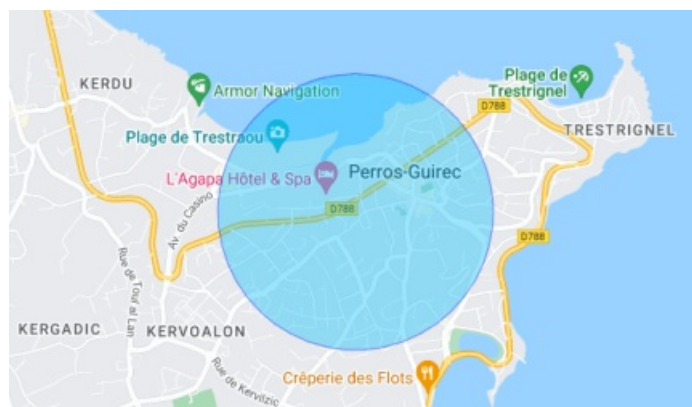 KERDU
Armor Navigation
Plage de Trestrignel
D788
TRESTRIGNEL
Plage de Trestraou
L'Agapa Hôtel & Spa
Perros-Guirec
D788
Av. du Casino
D788
Rue de Tour al Lan
KERGADIC
KERVOALON
Rue de Kervilzic
Crêperie des Flots